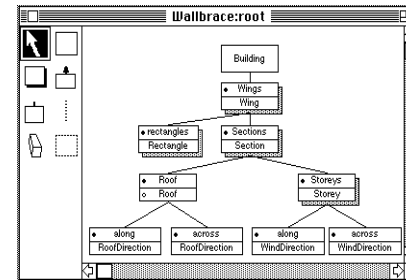 Wallbrace:root
Building
Wings
Wing
rectangles
Rectangle
Sections
Section
Roof
Roof
Storeys
Storey
along
RoofDirection
across
RoofDirection
along
WindDirection
across
WindDirection